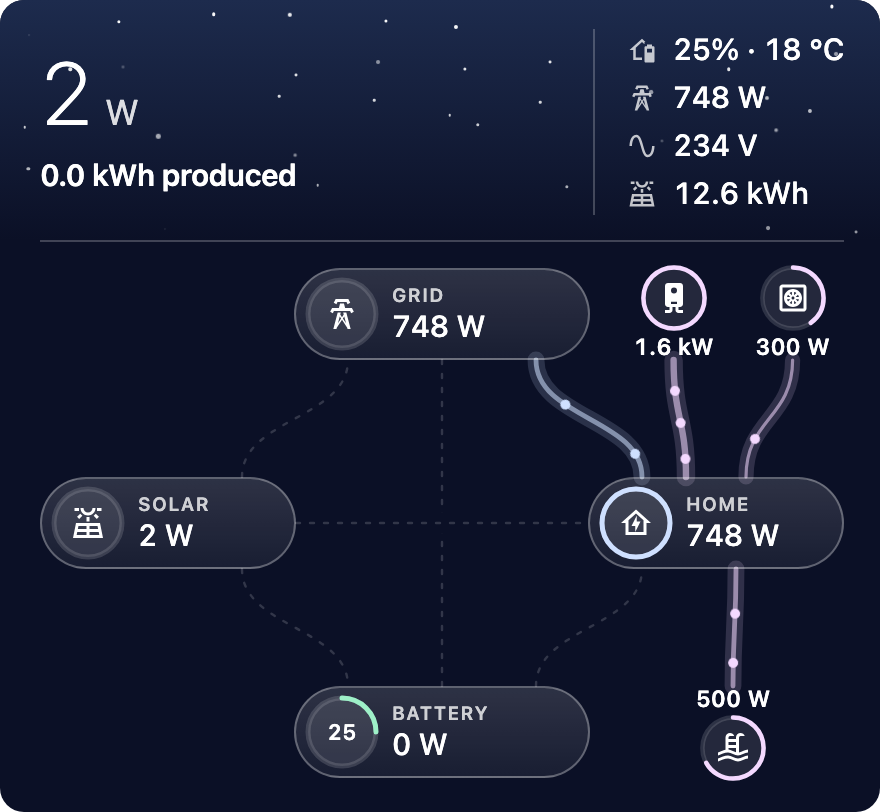 2 W
0.0 kWh produced
25% · 18 °C
748 W
234 V
12.6 kWh
GRID
748 W
1.6 kW
300 W
SOLAR
2 W
HOME
748 W
25
BATTERY
0 W
500 W